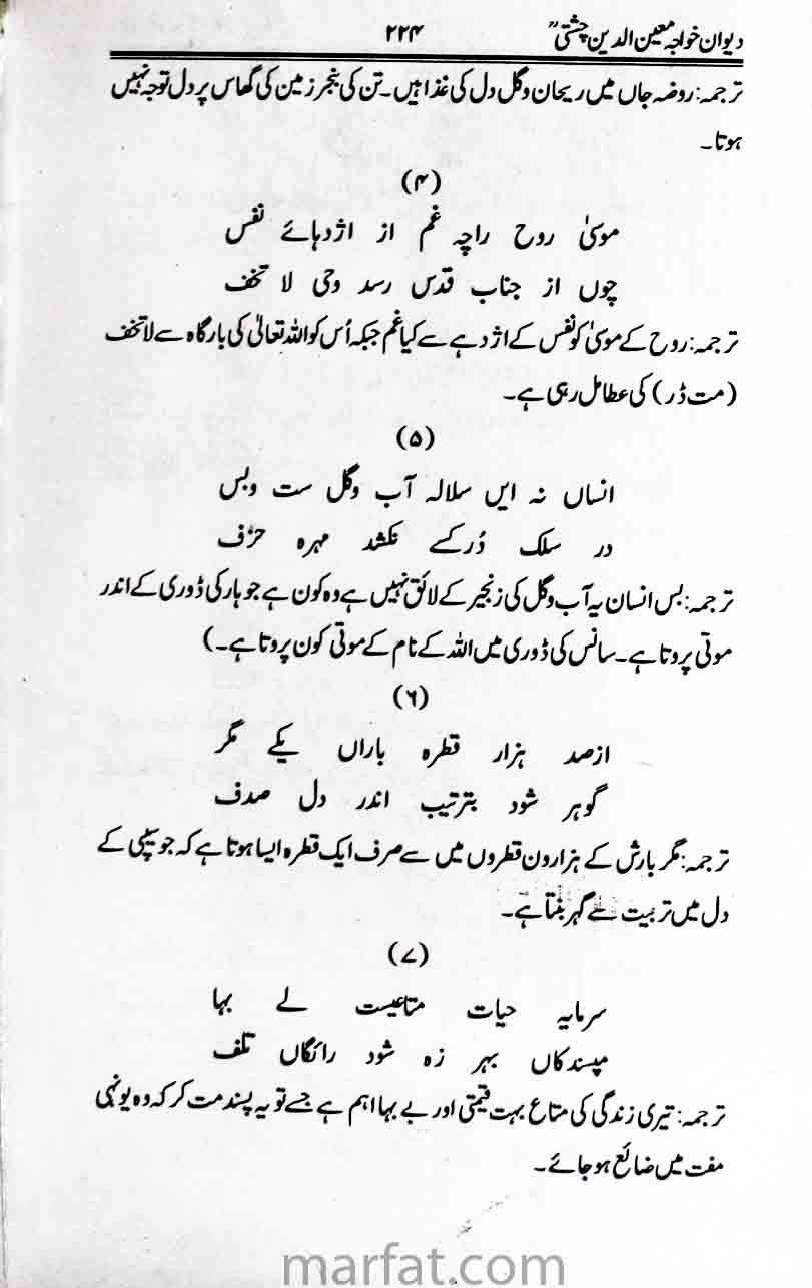 دیوان خواجہ معین الدین چشتیؒ ۲۲۴
ترجمہ: روضہ جاں میں ریحان وگل دل کی غذا ہیں۔ تن کی بنجر زمین کی گھاس پر دل توجہ نہیں
ہوتا۔
(۴)
موسیٰ روح راچہ غم از اژدہائے نفس
چوں از جناب قدس رسد وحی لا تخف
ترجمہ: روح کے موسیٰ کو نفس کے اژدہے سے کیا غم جبکہ اُس کو اللہ تعالیٰ کی بارگاہ سے لا تخف
(مت ڈر) کی عطا مل رہی ہے۔
(۵)
انساں نہ ایں سلالہ آب وگل ست وبس
در سلک دُرکسے نکشد مہرہ خزف
ترجمہ: بس انسان یہ آب وگل کی زنجیر کے لائق نہیں ہے وہ کون ہے جو ہار کی ڈوری کے اندر
موتی پروتا ہے۔ سانس کی ڈوری میں اللہ کے نام کے موتی کون پروتا ہے۔)
(۶)
ازصد ہزار قطرہ باراں یکے مگر
گوہر شود بترتیب اندر دل صدف
ترجمہ: مگر بارش کے ہزارون قطروں میں سے صرف ایک قطرہ ایسا ہوتا ہے کہ جو سیپی کے
دل میں تربیت سے گہر بنتا ہے۔
(۷)
سرمایہ حیات متاعیست بے بہا
مپسندکاں بہر زہ شود رائگاں تلف
ترجمہ: تیری زندگی کی متاع بہت قیمتی اور بے بہا اہم ہے جسے تو یہ پسند مت کر کہ وہ یونہی
مفت میں ضائع ہو جائے۔
marfat.com